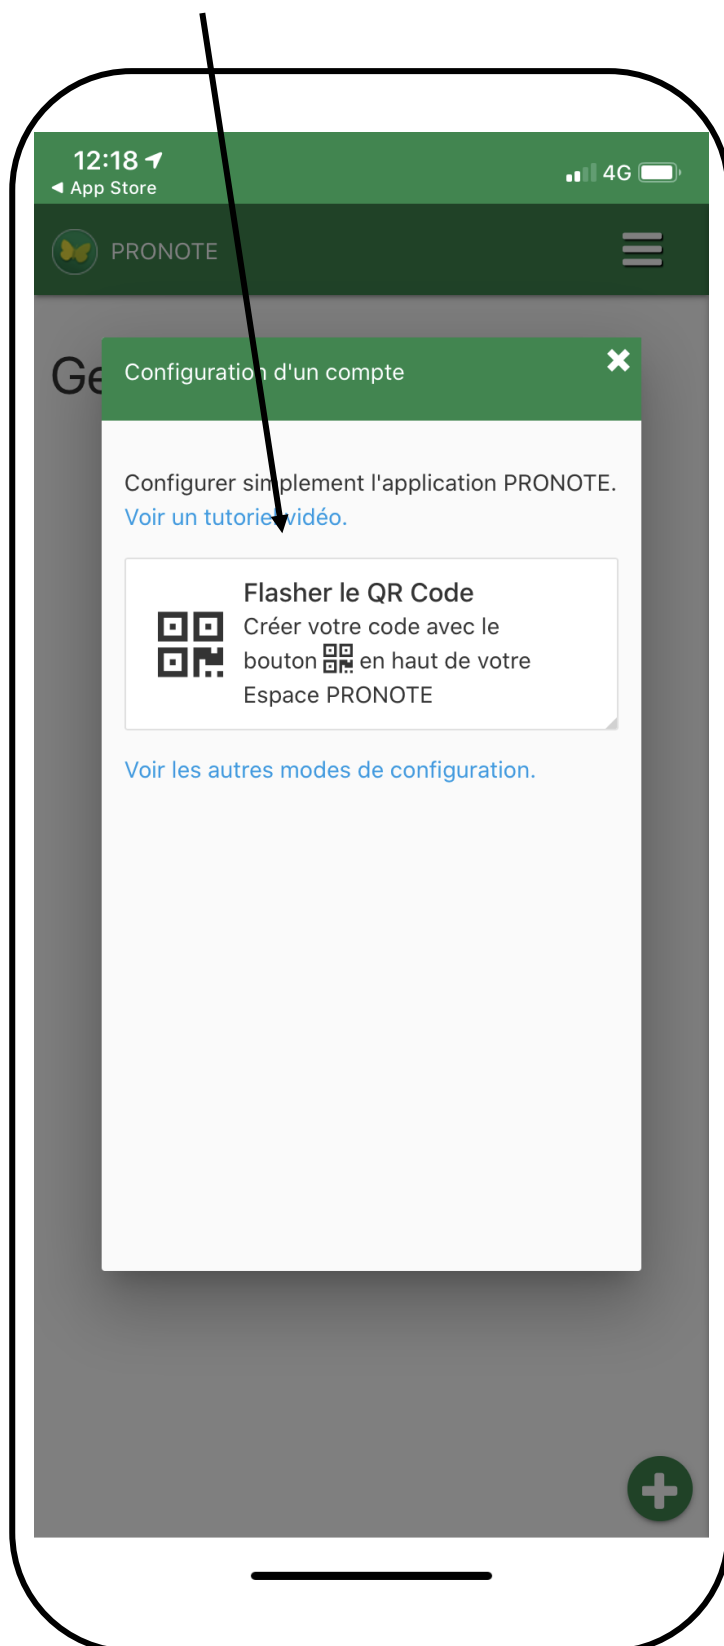 12:18
◀ App Store
4G
PRONOTE
Ge
Configuration d'un compte
Configurer simplement l'application PRONOTE.
Voir un tutoriel vidéo.
Flasher le QR Code
Créer votre code avec le
bouton en haut de votre
Espace PRONOTE
Voir les autres modes de configuration.